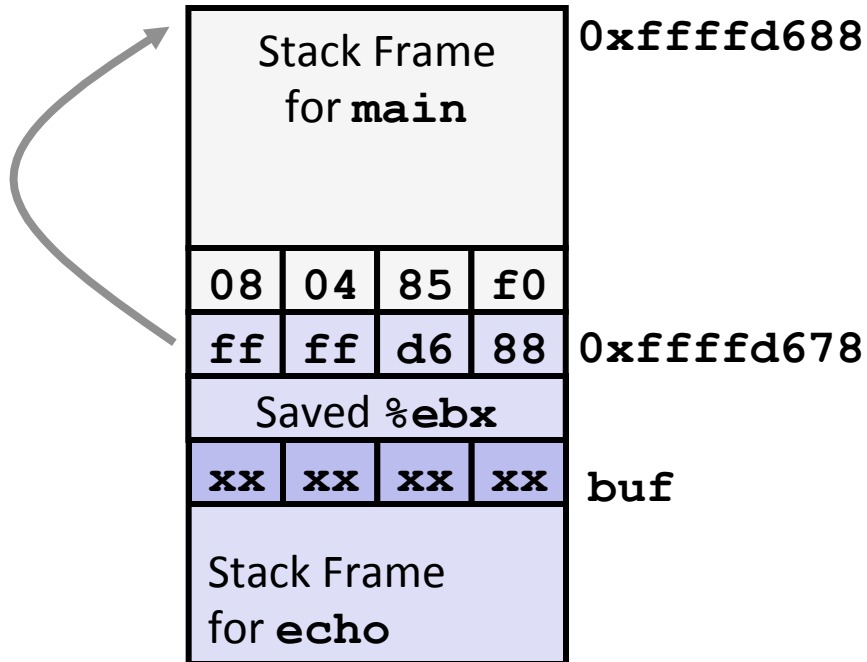 Stack Frame
for main
0xffffd688
08 04 85 f0
ff ff d6 88 0xffffd678
Saved %ebx
xx xx xx xx buf
Stack Frame
for echo